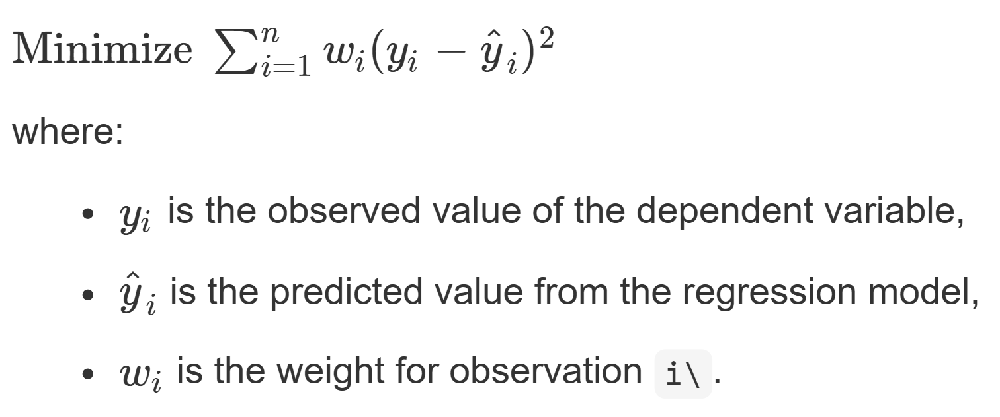 Minimize $\sum_{i=1}^{n} w_i(y_i - \hat{y}_i)^2$
where:
• $y_i$ is the observed value of the dependent variable,
• $\hat{y}_i$ is the predicted value from the regression model,
• $w_i$ is the weight for observation i\.